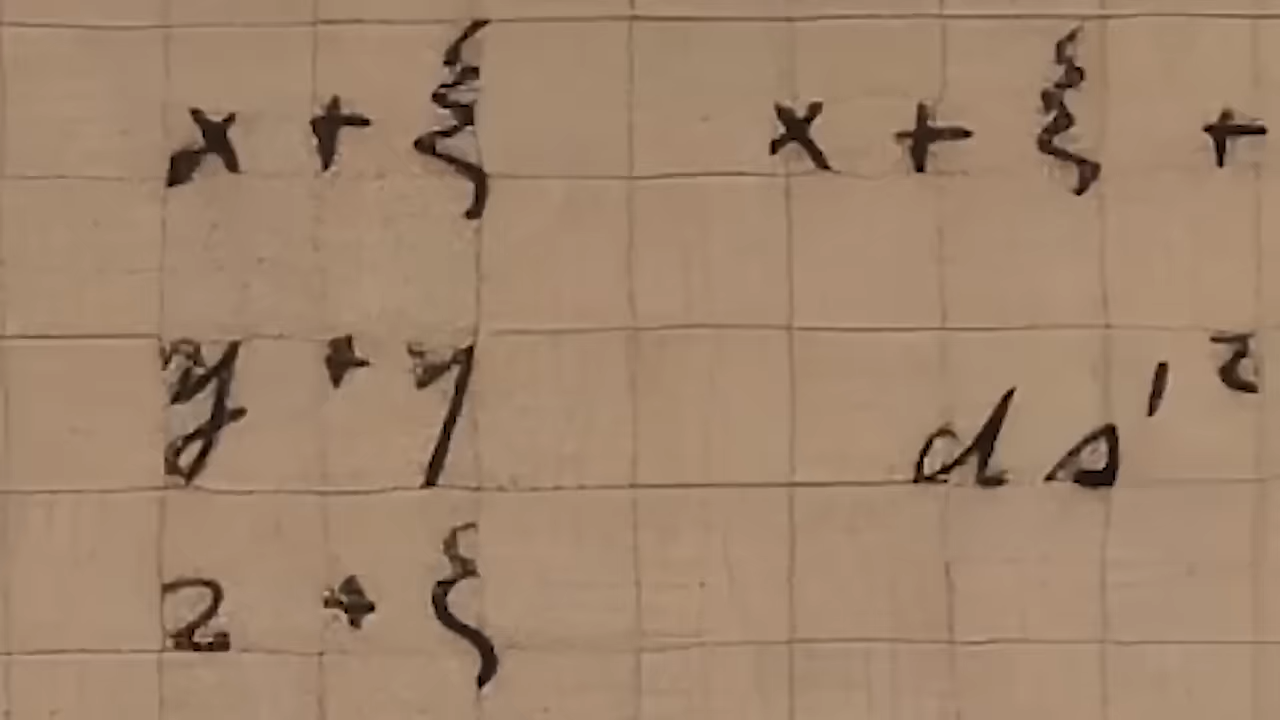 x + ξ x + ξ +
y + η ds'²
z + ζ